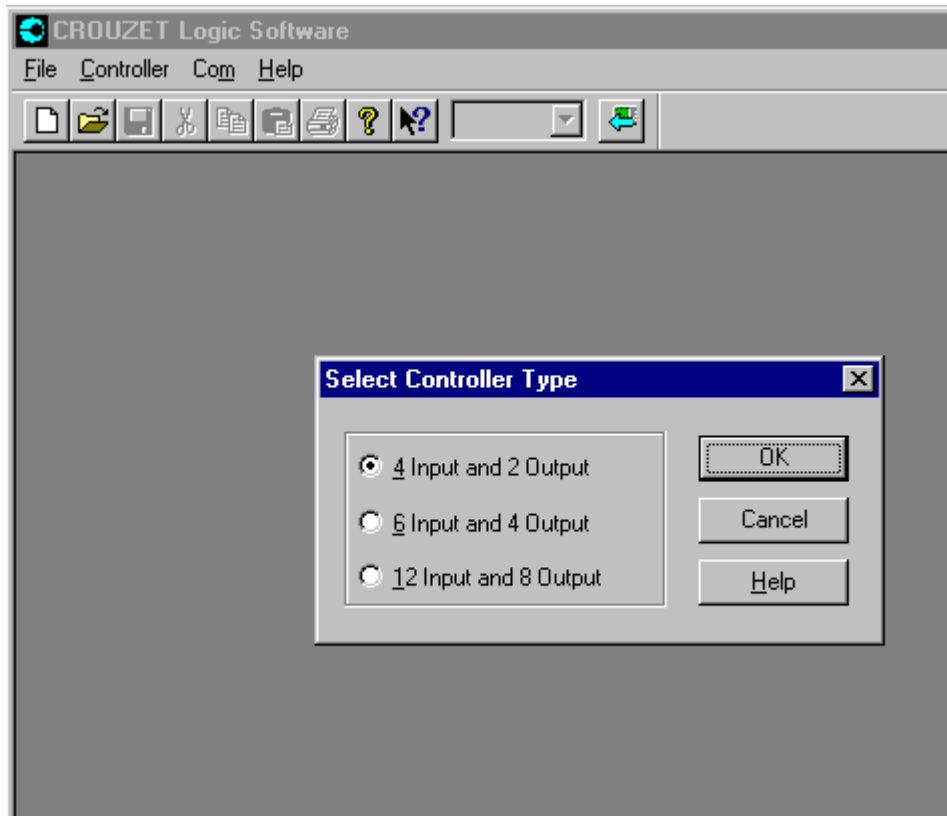 CROUZET Logic Software
File Controller Com Help
Select Controller Type
4 Input and 2 Output
OK
6 Input and 4 Output
Cancel
12 Input and 8 Output
Help